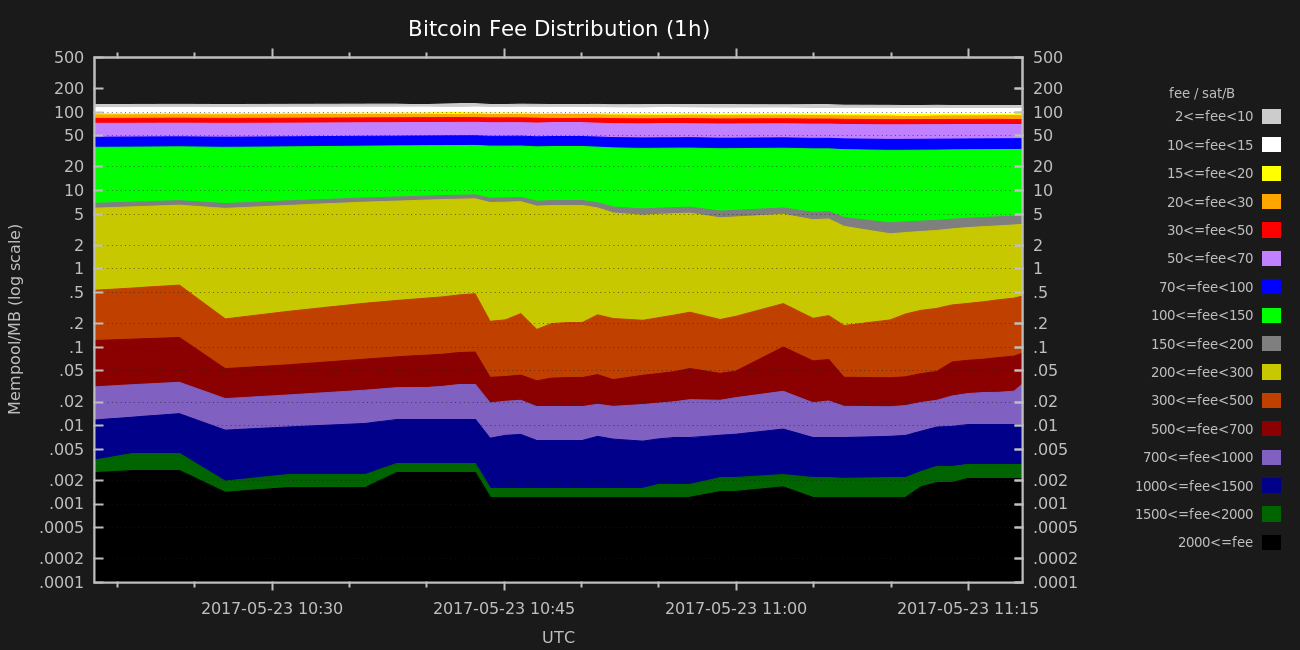 Bitcoin Fee Distribution (1h)
500
200
100
50
20
10
5
2
1
.5
.2
.1
.05
.02
.01
.005
.002
.001
.0005
.0002
.0001
Mempool/MB (log scale)
500
200
100
50
20
10
5
2
1
.5
.2
.1
.05
.02
.01
.005
.002
.001
.0005
.0002
.0001
2017-05-23 10:30
2017-05-23 10:45
2017-05-23 11:00
2017-05-23 11:15
UTC
fee / sat/B
2<=fee<10
10<=fee<15
15<=fee<20
20<=fee<30
30<=fee<50
50<=fee<70
70<=fee<100
100<=fee<150
150<=fee<200
200<=fee<300
300<=fee<500
500<=fee<700
700<=fee<1000
1000<=fee<1500
1500<=fee<2000
2000<=fee